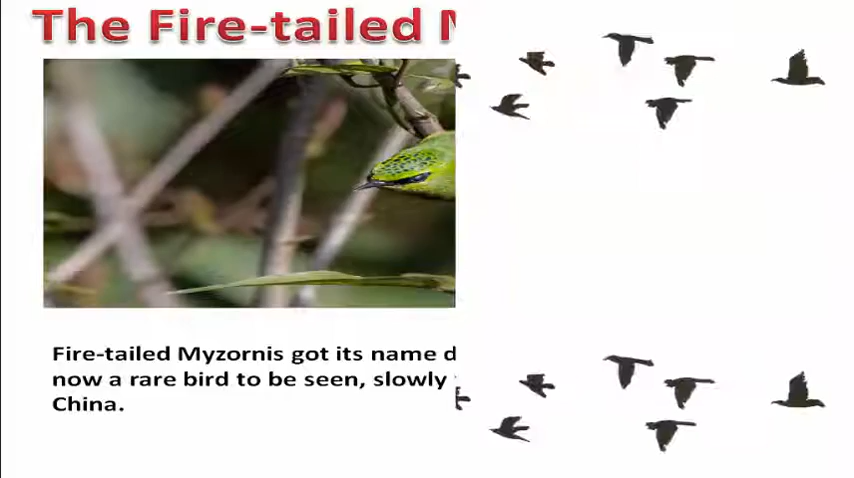 The Fire-tailed
Fire-tailed Myzornis got its name
now a rare bird to be seen, slowly
China.